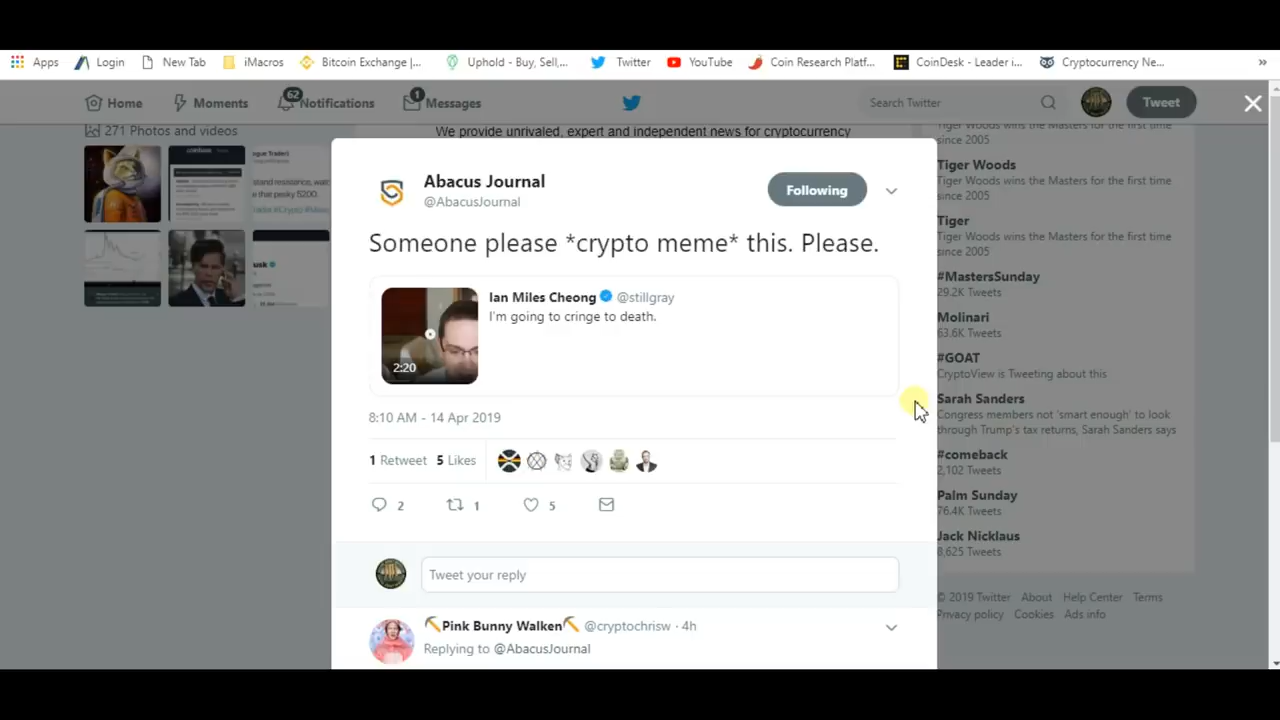 Apps
Login
New Tab
iMacros
Bitcoin Exchange |...
Uphold - Buy, Sell,...
Twitter
YouTube
Coin Research Platf...
CoinDesk - Leader i...
Cryptocurrency Ne...
»
Home
Moments
62
Notifications
1
Messages
Search Twitter
Tweet
271 Photos and videos
We provide unrivaled, expert and independent news for cryptocurrency
Abacus Journal
@AbacusJournal
Following
Someone please *crypto meme* this. Please.
Ian Miles Cheong @stillgray
I'm going to cringe to death.
2:20
8:10 AM - 14 Apr 2019
1 Retweet 5 Likes
2
1
5
Tweet your reply
Pink Bunny Walken @cryptochrisw · 4h
Replying to @AbacusJournal
Tiger Woods wins the Masters for the first time
since 2005
Tiger Woods
Tiger Woods wins the Masters for the first time
since 2005
Tiger
Tiger Woods wins the Masters for the first time
since 2005
#MastersSunday
29.2K Tweets
Molinari
63.6K Tweets
#GOAT
CryptoView is Tweeting about this
Sarah Sanders
Congress members not 'smart enough' to look
through Trump's tax returns, Sarah Sanders says
#comeback
2,102 Tweets
Palm Sunday
76.4K Tweets
Jack Nicklaus
8,625 Tweets
© 2019 Twitter About Help Center Terms
Privacy policy Cookies Ads info